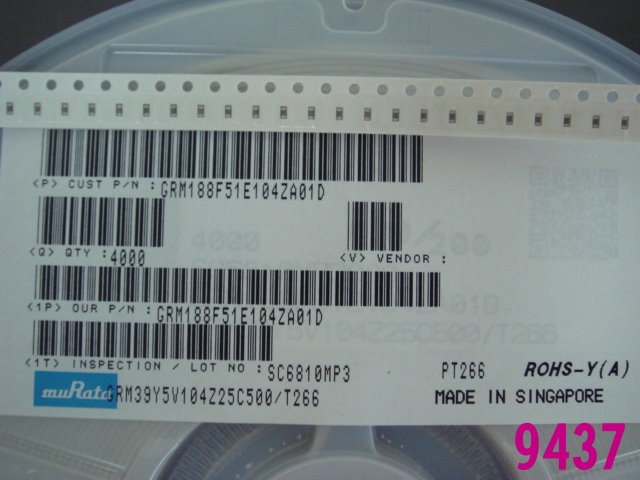 <P> CUST P/N : GRM188F51E104ZA01D
<Q> QTY : 4000
<V> VENDOR :
<1P> OUR P/N : GRM188F51E104ZA01D
<1T> INSPECTION / LOT NO : SC6810MP3
PT266 ROHS-Y(A)
muRata GRM39Y5V104Z25C500/T266
MADE IN SINGAPORE
9437